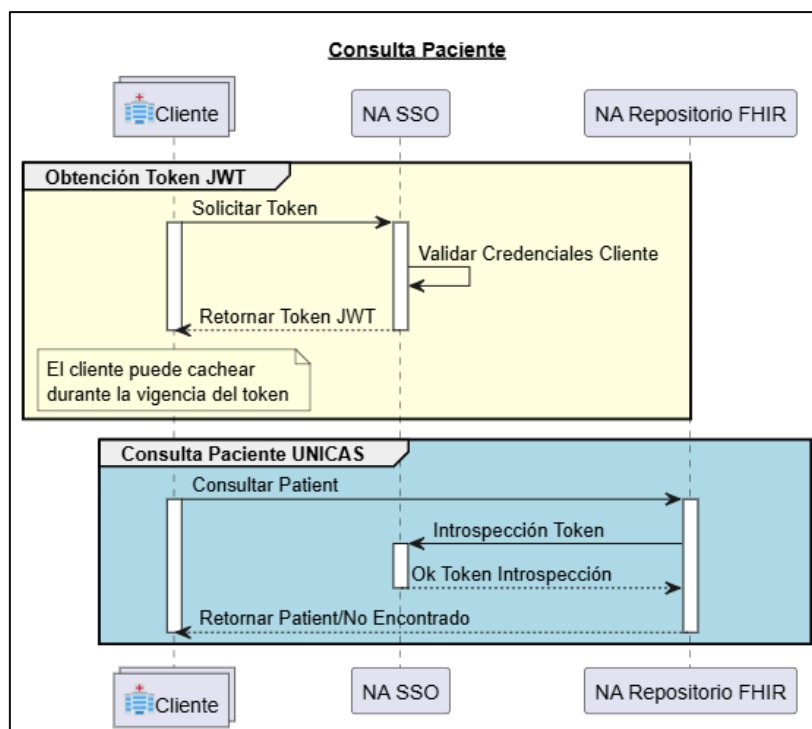 Consulta Paciente
Cliente
NA SSO
NA Repositorio FHIR
Obtención Token JWT
Solicitar Token
Validar Credenciales Cliente
Retornar Token JWT
El cliente puede cachear
durante la vigencia del token
Consulta Paciente UNICAS
Consultar Patient
Introspección Token
Ok Token Introspección
Retornar Patient/No Encontrado
Cliente
NA SSO
NA Repositorio FHIR